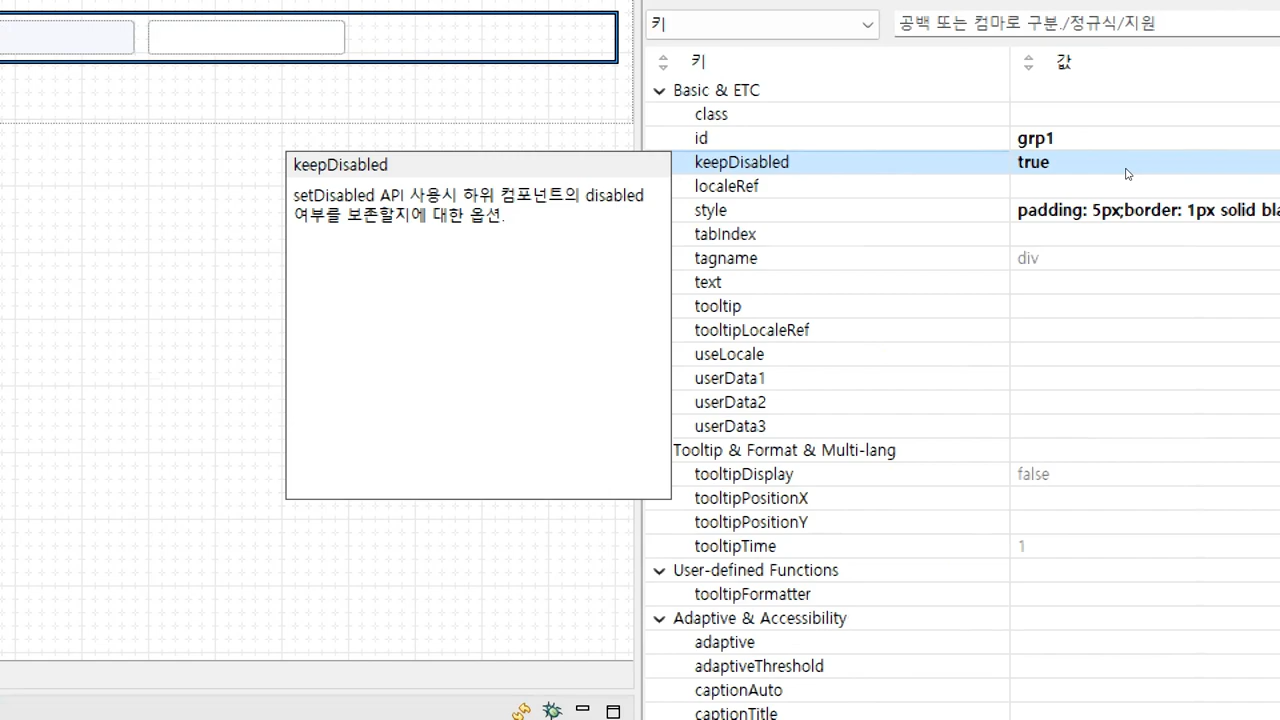 키
공백 또는 컴마로 구분./정규식/지원
키 값
Basic & ETC
class
id grp1
keepDisabled true
localeRef
style padding: 5px;border: 1px solid bla
tabIndex
tagname div
text
tooltip
tooltipLocaleRef
useLocale
userData1
userData2
userData3
Tooltip & Format & Multi-lang
tooltipDisplay false
tooltipPositionX
tooltipPositionY
tooltipTime 1
User-defined Functions
tooltipFormatter
Adaptive & Accessibility
adaptive
adaptiveThreshold
captionAuto
captionTitle
keepDisabled
setDisabled API 사용시 하위 컴포넌트의 disabled
여부를 보존할지에 대한 옵션.